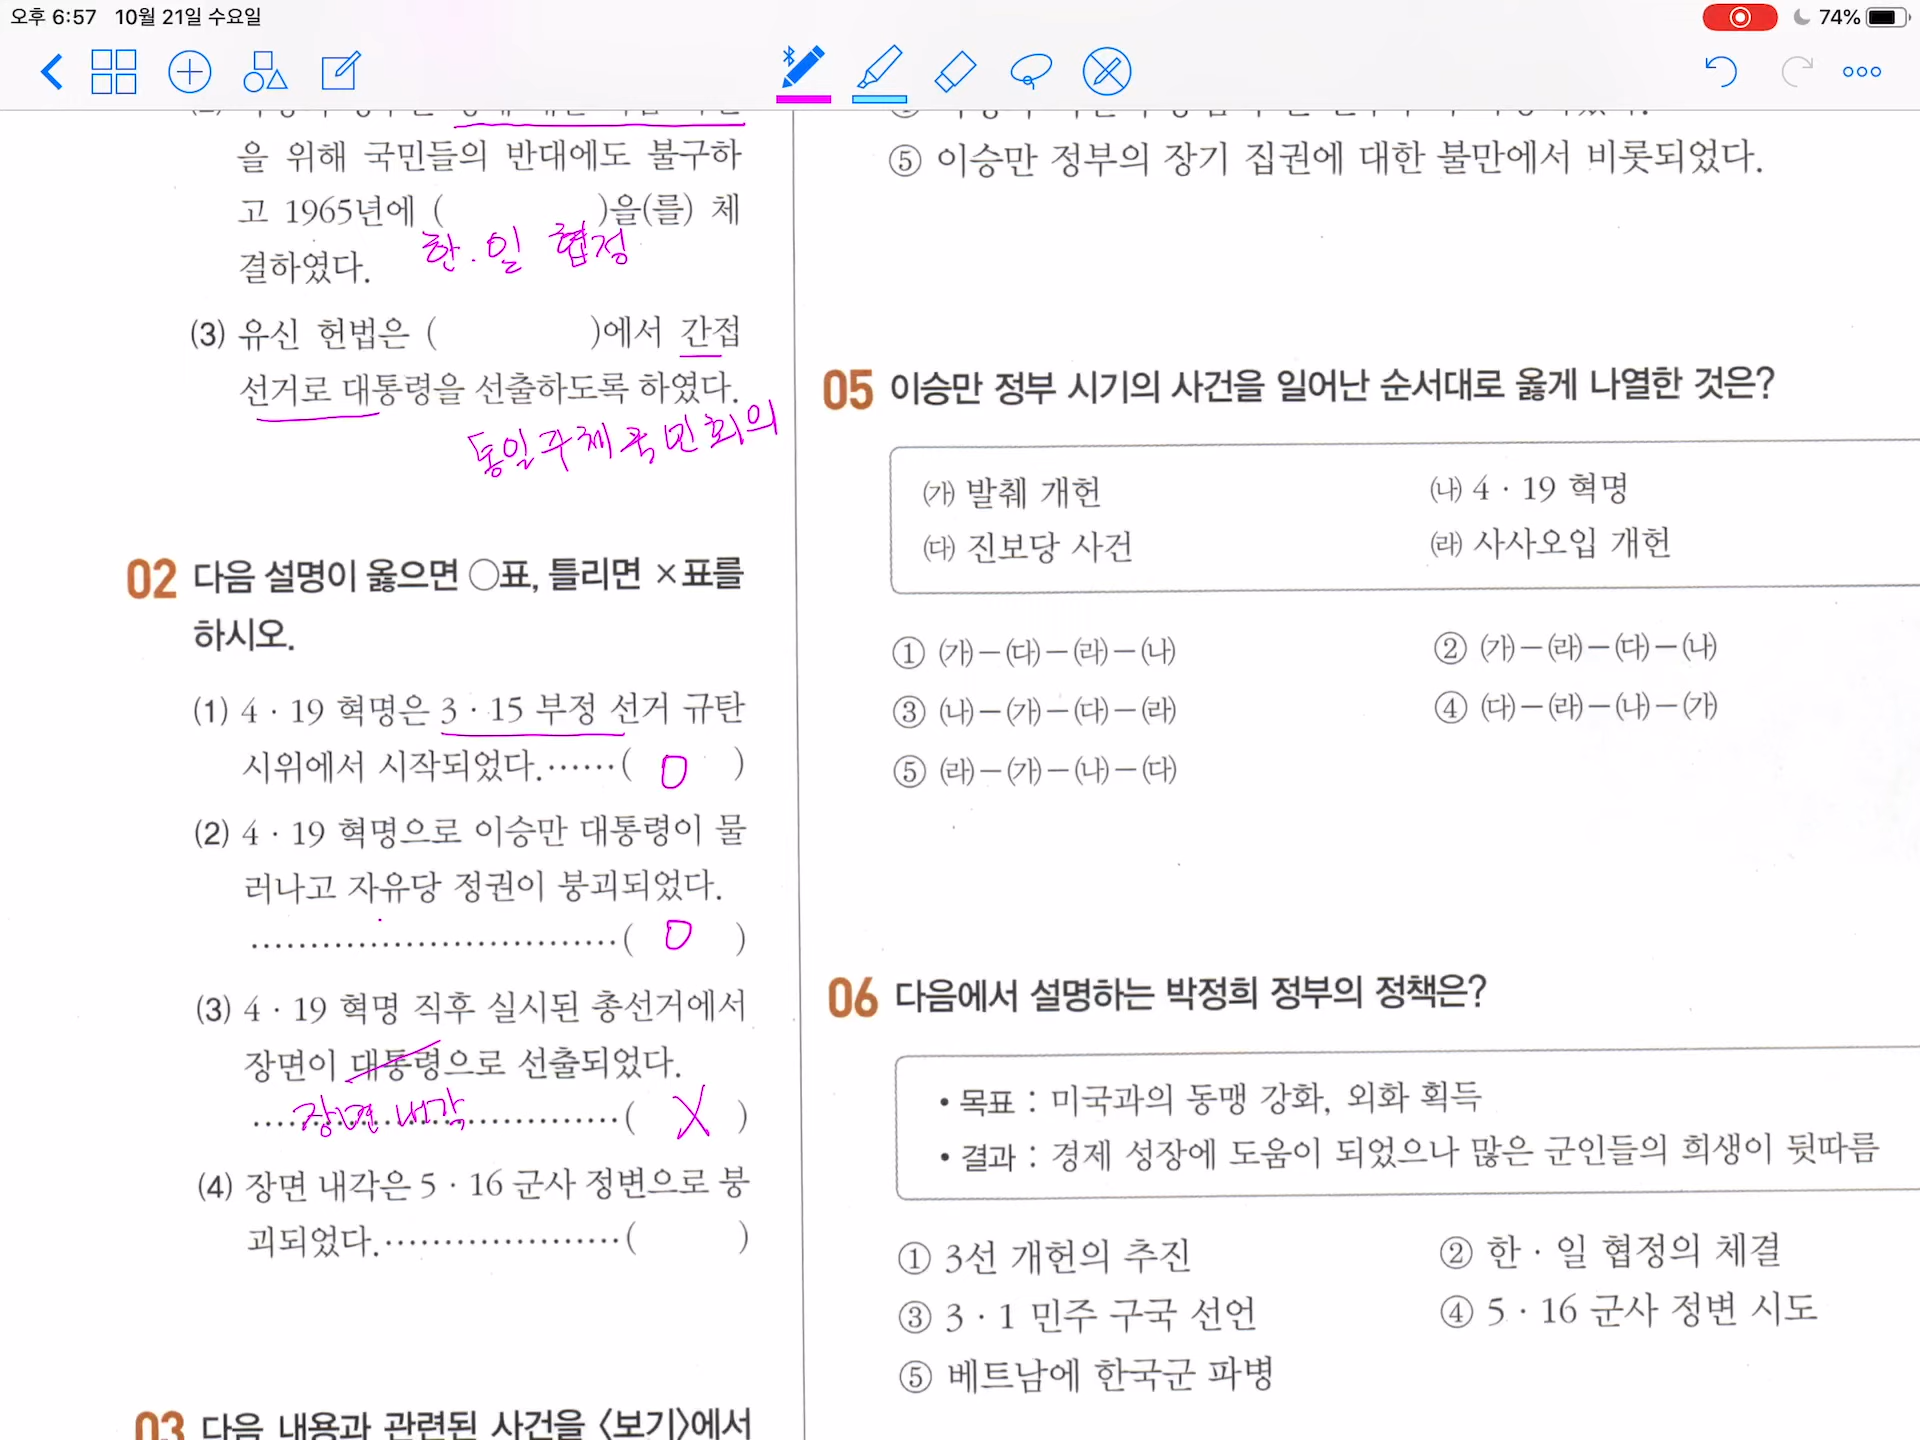 오후 6:57 10월 21일 수요일
74%
을 위해 국민들의 반대에도 불구하
고 1965년에 ( )을(를) 체
결하였다.
한·일 협정
(3) 유신 헌법은 ( )에서 간접
선거로 대통령을 선출하도록 하였다.
통일주체국민회의
02 다음 설명이 옳으면 ○표, 틀리면 ×표를
하시오.
(1) 4·19 혁명은 3·15 부정 선거 규탄
시위에서 시작되었다.……( O )
(2) 4·19 혁명으로 이승만 대통령이 물
러나고 자유당 정권이 붕괴되었다.
……………………………( O )
(3) 4·19 혁명 직후 실시된 총선거에서
장면이 대통령으로 선출되었다.
장면 내각 ……………………………( X )
(4) 장면 내각은 5·16 군사 정변으로 붕
괴되었다.…………………( )
03 다음 내용과 관련된 사건을 〈보기〉에서
⑤ 이승만 정부의 장기 집권에 대한 불만에서 비롯되었다.
05 이승만 정부 시기의 사건을 일어난 순서대로 옳게 나열한 것은?
㈎ 발췌 개헌 ㈏ 4·19 혁명
㈐ 진보당 사건 ㈑ 사사오입 개헌
① ㈎-㈐-㈑-㈏ ② ㈎-㈑-㈐-㈏
③ ㈏-㈎-㈐-㈑ ④ ㈐-㈑-㈏-㈎
⑤ ㈑-㈎-㈏-㈐
06 다음에서 설명하는 박정희 정부의 정책은?
• 목표 : 미국과의 동맹 강화, 외화 획득
• 결과 : 경제 성장에 도움이 되었으나 많은 군인들의 희생이 뒷따름
① 3선 개헌의 추진 ② 한·일 협정의 체결
③ 3·1 민주 구국 선언 ④ 5·16 군사 정변 시도
⑤ 베트남에 한국군 파병